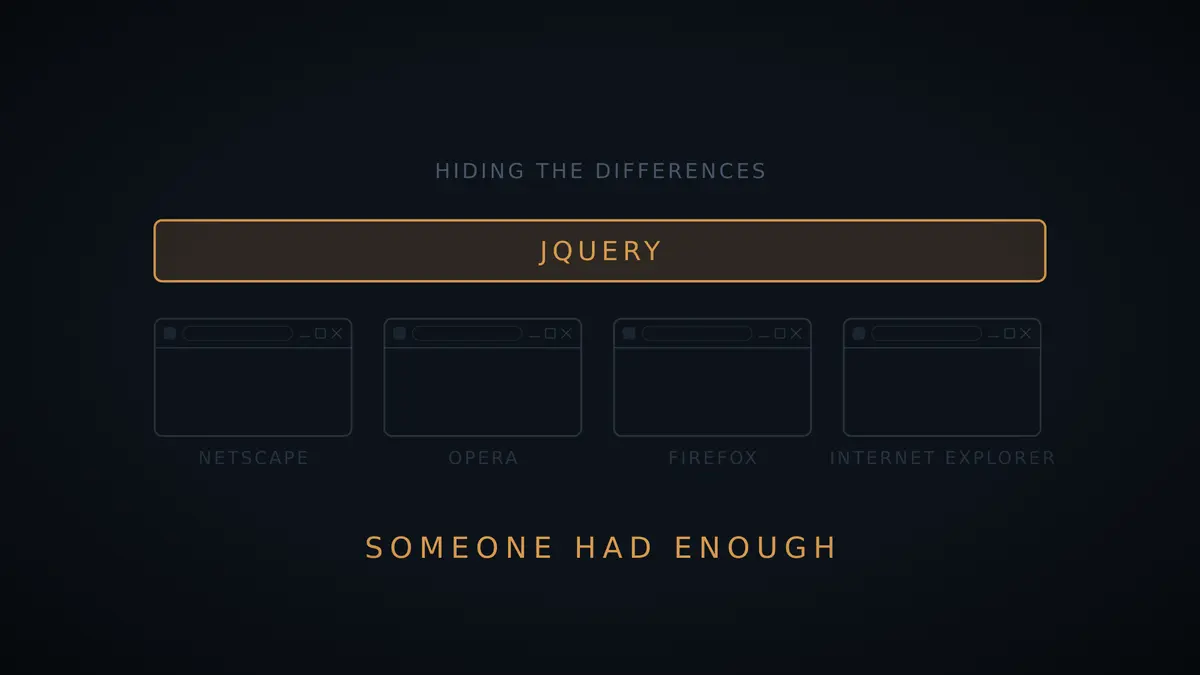 HIDING THE DIFFERENCES
JQUERY
NETSCAPE
OPERA
FIREFOX
INTERNET EXPLORER
SOMEONE HAD ENOUGH